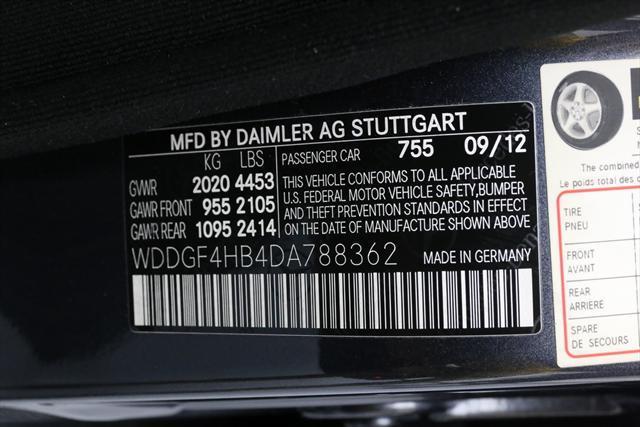 MFD BY DAIMLER AG STUTTGART
KG LBS
PASSENGER CAR 755 09/12
GVWR 2020 4453
GAWR FRONT 955 2105
GAWR REAR 1095 2414
THIS VEHICLE CONFORMS TO ALL APPLICABLE
U.S. FEDERAL MOTOR VEHICLE SAFETY,BUMPER
AND THEFT PREVENTION STANDARDS IN EFFECT
ON THE DATE OF MANUFACTURE SHOWN ABOVE.
WDDGF4HB4DA788362
MADE IN GERMANY
The combined
Le poids total des
TIRE
PNEU
FRONT
AVANT
REAR
ARRIERE
SPARE
DE SECOURS